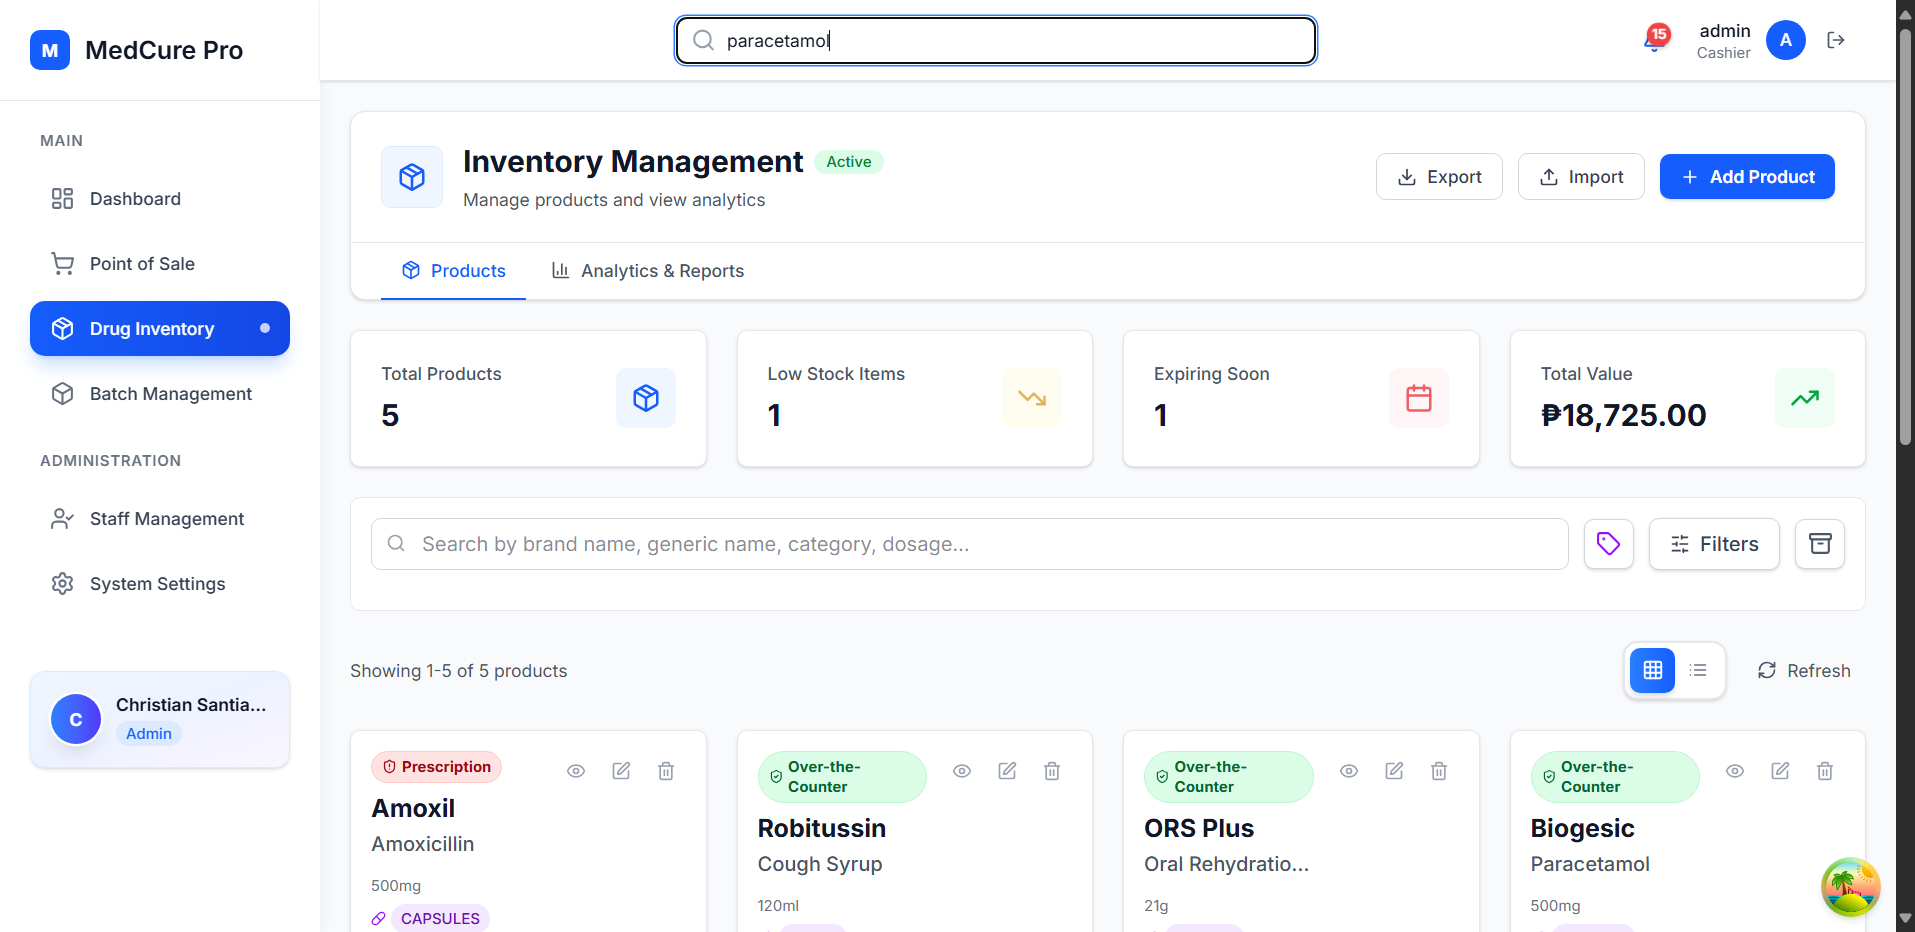 M
MedCure Pro
paracetamol
15
admin
Cashier
A
MAIN
Dashboard
Point of Sale
Drug Inventory
Batch Management
ADMINISTRATION
Staff Management
System Settings
C
Christian Santia...
Admin
Inventory Management
Active
Manage products and view analytics
Export
Import
Add Product
Products
Analytics & Reports
Total Products
5
Low Stock Items
1
Expiring Soon
1
Total Value
₱18,725.00
Search by brand name, generic name, category, dosage...
Filters
Showing 1-5 of 5 products
Refresh
Prescription
Amoxil
Amoxicillin
500mg
CAPSULES
Over-the-
Counter
Robitussin
Cough Syrup
120ml
Over-the-
Counter
ORS Plus
Oral Rehydratio...
21g
Over-the-
Counter
Biogesic
Paracetamol
500mg